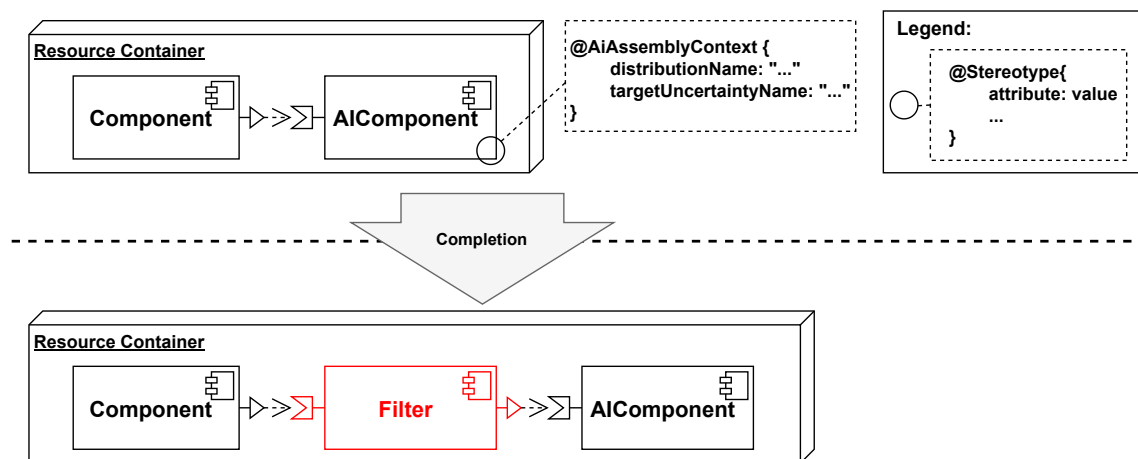 Resource Container
Component
AIComponent
@AiAssemblyContext {
distributionName: "..."
targetUncertaintyName: "..."
}
Legend:
@Stereotype{
attribute: value
...
}
Completion
Resource Container
Component
Filter
AIComponent